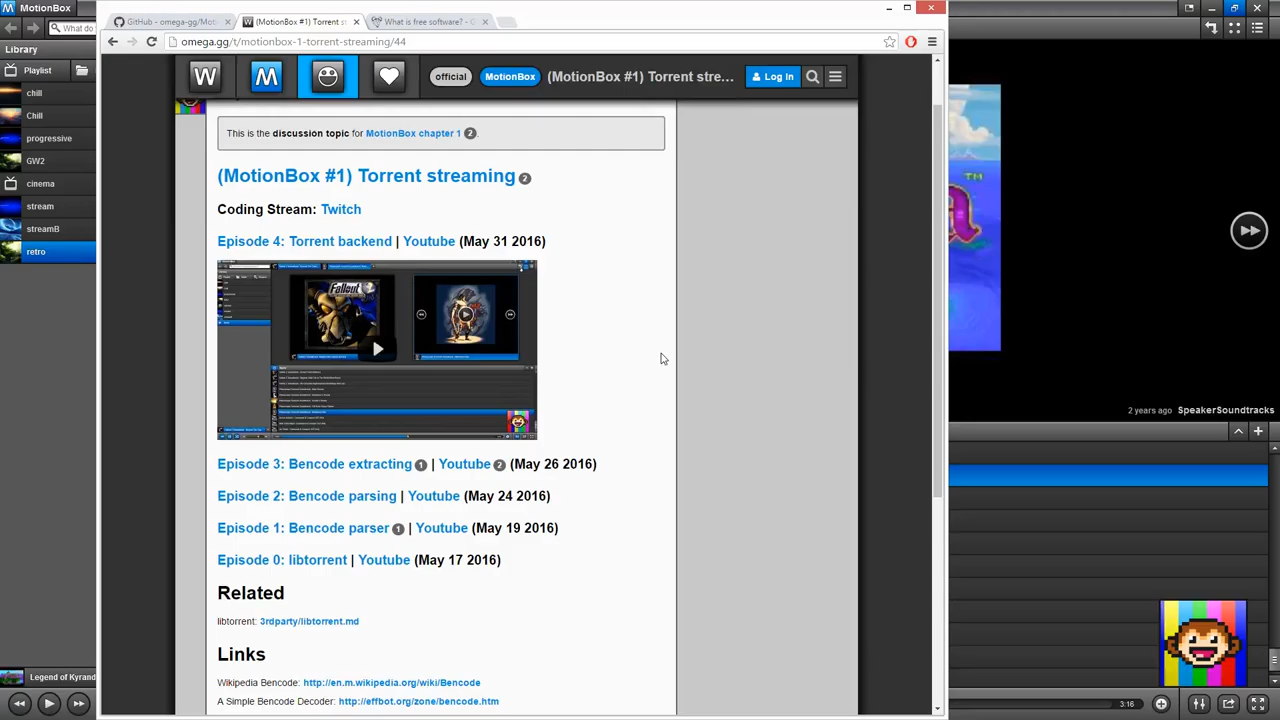 MotionBox
What do
Library
Playlist
chill
Chill
progressive
GW2
cinema
stream
streamB
retro
Legend of Kyrand
GitHub - omega-gg/Moti
(MotionBox #1) Torrent st
What is free software? - G
omega.gg/t/motionbox-1-torrent-streaming/44
W
M
official
MotionBox
(MotionBox #1) Torrent stre...
Log In
This is the discussion topic for MotionBox chapter 1 2.
(MotionBox #1) Torrent streaming 2
Coding Stream: Twitch
Episode 4: Torrent backend | Youtube (May 31 2016)
Fallout
Episode 3: Bencode extracting 1 | Youtube 2 (May 26 2016)
Episode 2: Bencode parsing | Youtube (May 24 2016)
Episode 1: Bencode parser 1 | Youtube (May 19 2016)
Episode 0: libtorrent | Youtube (May 17 2016)
Related
libtorrent: 3rdparty/libtorrent.md
Links
Wikipedia Bencode: http://en.m.wikipedia.org/wiki/Bencode
A Simple Bencode Decoder: http://effbot.org/zone/bencode.htm
TM
2 years ago SpeakerSoundtracks
3:16